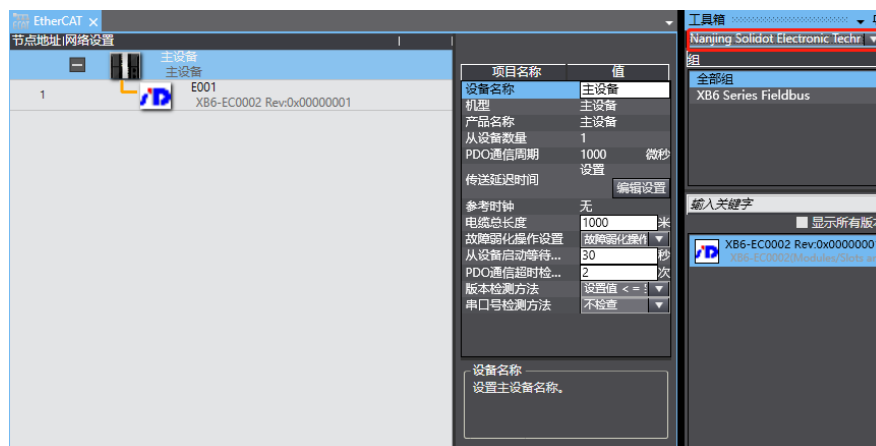 EtherCAT
节点地址|网络设置
主设备
主设备
1
E001
XB6-EC0002 Rev:0x00000001
项目名称 值
设备名称 主设备
机型 主设备
产品名称 主设备
从设备数量 1
PDO通信周期 1000 微秒
传送延迟时间 设置
编辑设置
参考时钟 无
电缆总长度 1000 米
故障弱化操作设置 故障弱化操作
从设备启动等待... 30 秒
PDO通信超时检... 2 次
版本检测方法 设置值 <=
串口号检测方法 不检查
设备名称
设置主设备名称。
工具箱
Nanjing Solidot Electronic Techr
组
全部组
XB6 Series Fieldbus
输入关键字
显示所有版本
XB6-EC0002 Rev:0x0000000
XB6-EC0002(Modules/Slots